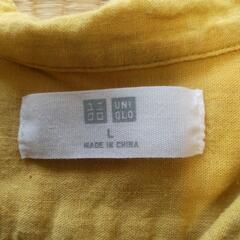 ユニ UNI
クロ QLO
L
MADE IN CHINA